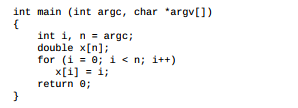 int main (int argc, char *argv[])
{
    int i, n = argc;
    double x[n];
    for (i = 0; i < n; i++)
       x[i] = i;
    return 0;
}